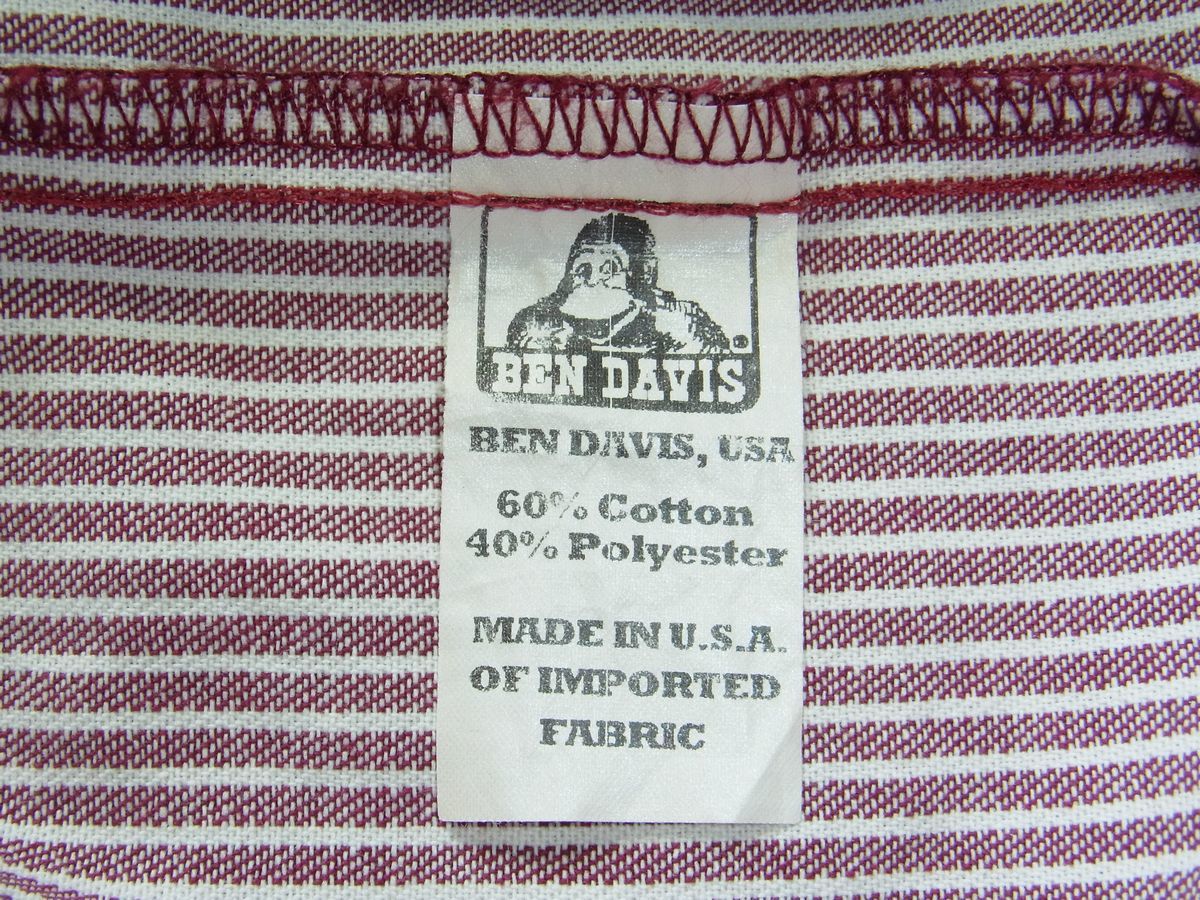 BEN DAVIS
BEN DAVIS, USA
60% Cotton
40% Polyester
MADE IN U.S.A.
OF IMPORTED
FABRIC